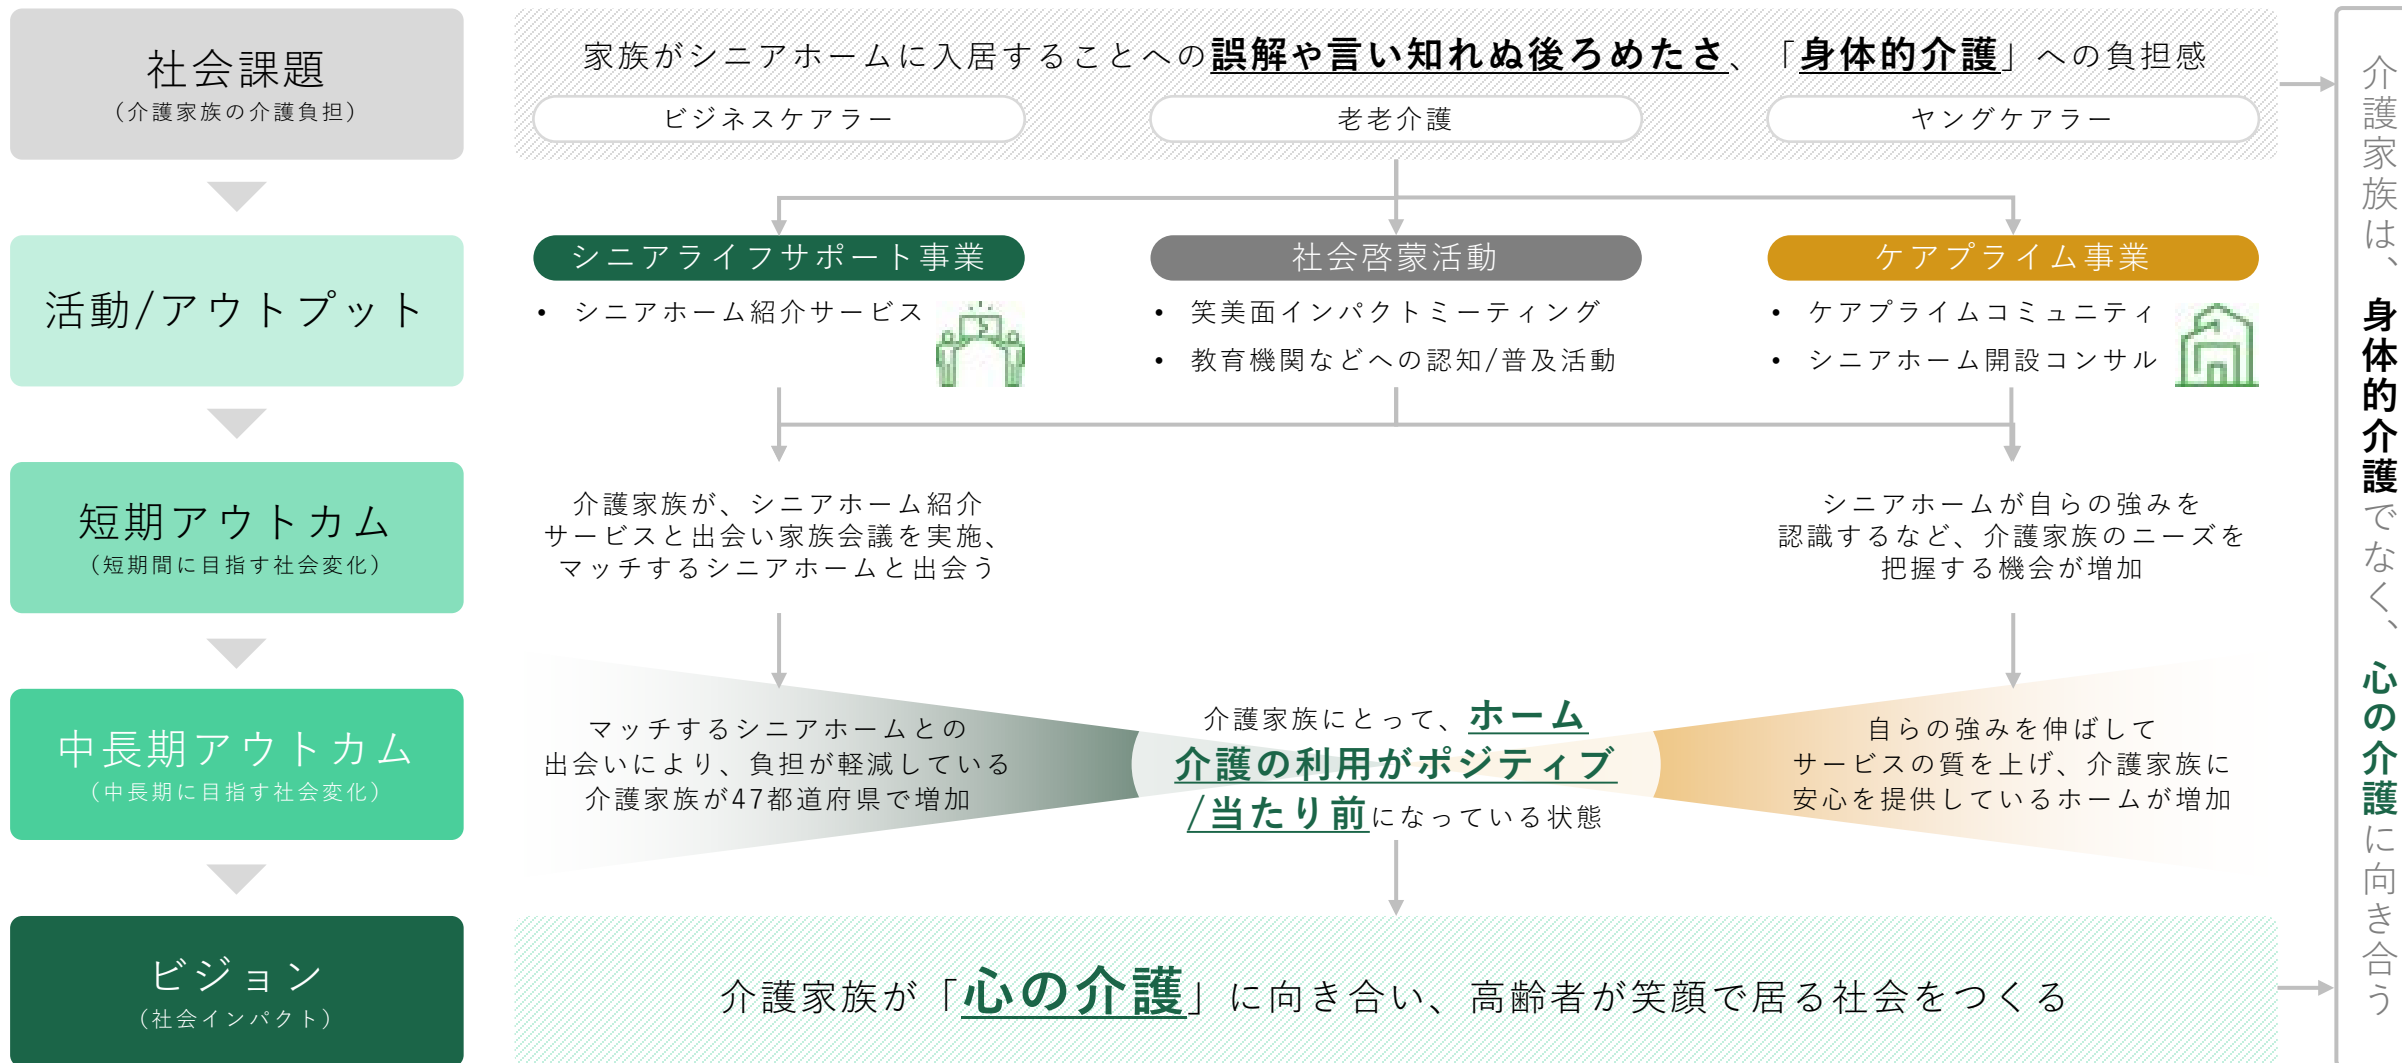 社会課題
（介護家族の介護負担）
家族がシニアホームに入居することへの誤解や言い知れぬ後ろめたさ、「身体的介護」への負担感
ビジネスケアラー
老老介護
ヤングケアラー
活動/アウトプット
シニアライフサポート事業
• シニアホーム紹介サービス
社会啓蒙活動
• 笑美面インパクトミーティング
• 教育機関などへの認知/普及活動
ケアプライム事業
• ケアプライムコミュニティ
• シニアホーム開設コンサル
短期アウトカム
（短期間に目指す社会変化）
介護家族が、シニアホーム紹介
サービスと出会い家族会議を実施、
マッチするシニアホームと出会う
シニアホームが自らの強みを
認識するなど、介護家族のニーズを
把握する機会が増加
中長期アウトカム
（中長期に目指す社会変化）
マッチするシニアホームとの
出会いにより、負担が軽減している
介護家族が47都道府県で増加
介護家族にとって、ホーム
介護の利用がポジティブ
/当たり前になっている状態
自らの強みを伸ばして
サービスの質を上げ、介護家族に
安心を提供しているホームが増加
ビジョン
（社会インパクト）
介護家族が「心の介護」に向き合い、高齢者が笑顔で居る社会をつくる
介護家族は、身体的介護でなく、心の介護に向き合う